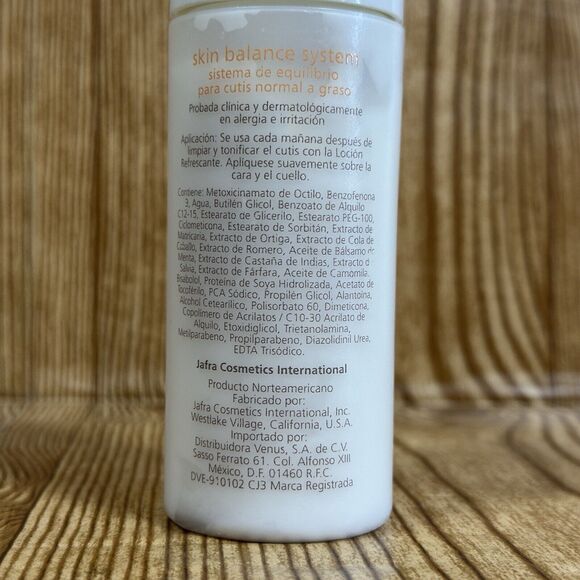 skin balance system
sistema de equilibrio
para cutis normal a graso
Probada clínica y dermatológicamente
en alergia e irritación
Aplicación: Se usa cada mañana después de
limpiar y tonificar el cutis con la Loción
Refrescante. Aplíquese suavemente sobre la
cara y el cuello.
Contiene: Metoxicinamato de Octilo, Benzofenona
3, Agua, Butilén Glicol, Benzoato de Alquilo
C12-15, Estearato de Glicerilo, Estearato PEG-100,
Ciclometicona, Estearato de Sorbitán, Extracto de
Matricaria, Extracto de Ortiga, Extracto de Cola de
Caballo, Extracto de Romero, Aceite de Bálsamo de
Menta, Extracto de Castaña de Indias, Extracto de
Salvia, Extracto de Fárfara, Aceite de Camomila,
Bisabolol, Proteína de Soya Hidrolizada, Acetato de
Tocoférilo, PCA Sódico, Propilén Glicol, Alantoina,
Alcohol Cetearílico, Polisorbato 60, Dimeticona,
Copolímero de Acrilatos / C10-30 Acrilato de
Alquilo, Etoxidiglicol, Trietanolamina,
Metilparabeno, Propilparabeno, Diazolidinil Urea,
EDTA Trisódico.
Jafra Cosmetics International
Producto Norteamericano
Fabricado por:
Jafra Cosmetics International, Inc.
Westlake Village, California, U.S.A.
Importado por:
Distribuidora Venus, S.A. de C.V.
Sasso Ferrato 61. Col. Alfonso XIII
México, D.F. 01460 R.F.C.
DVE-910102 CJ3 Marca Registrada